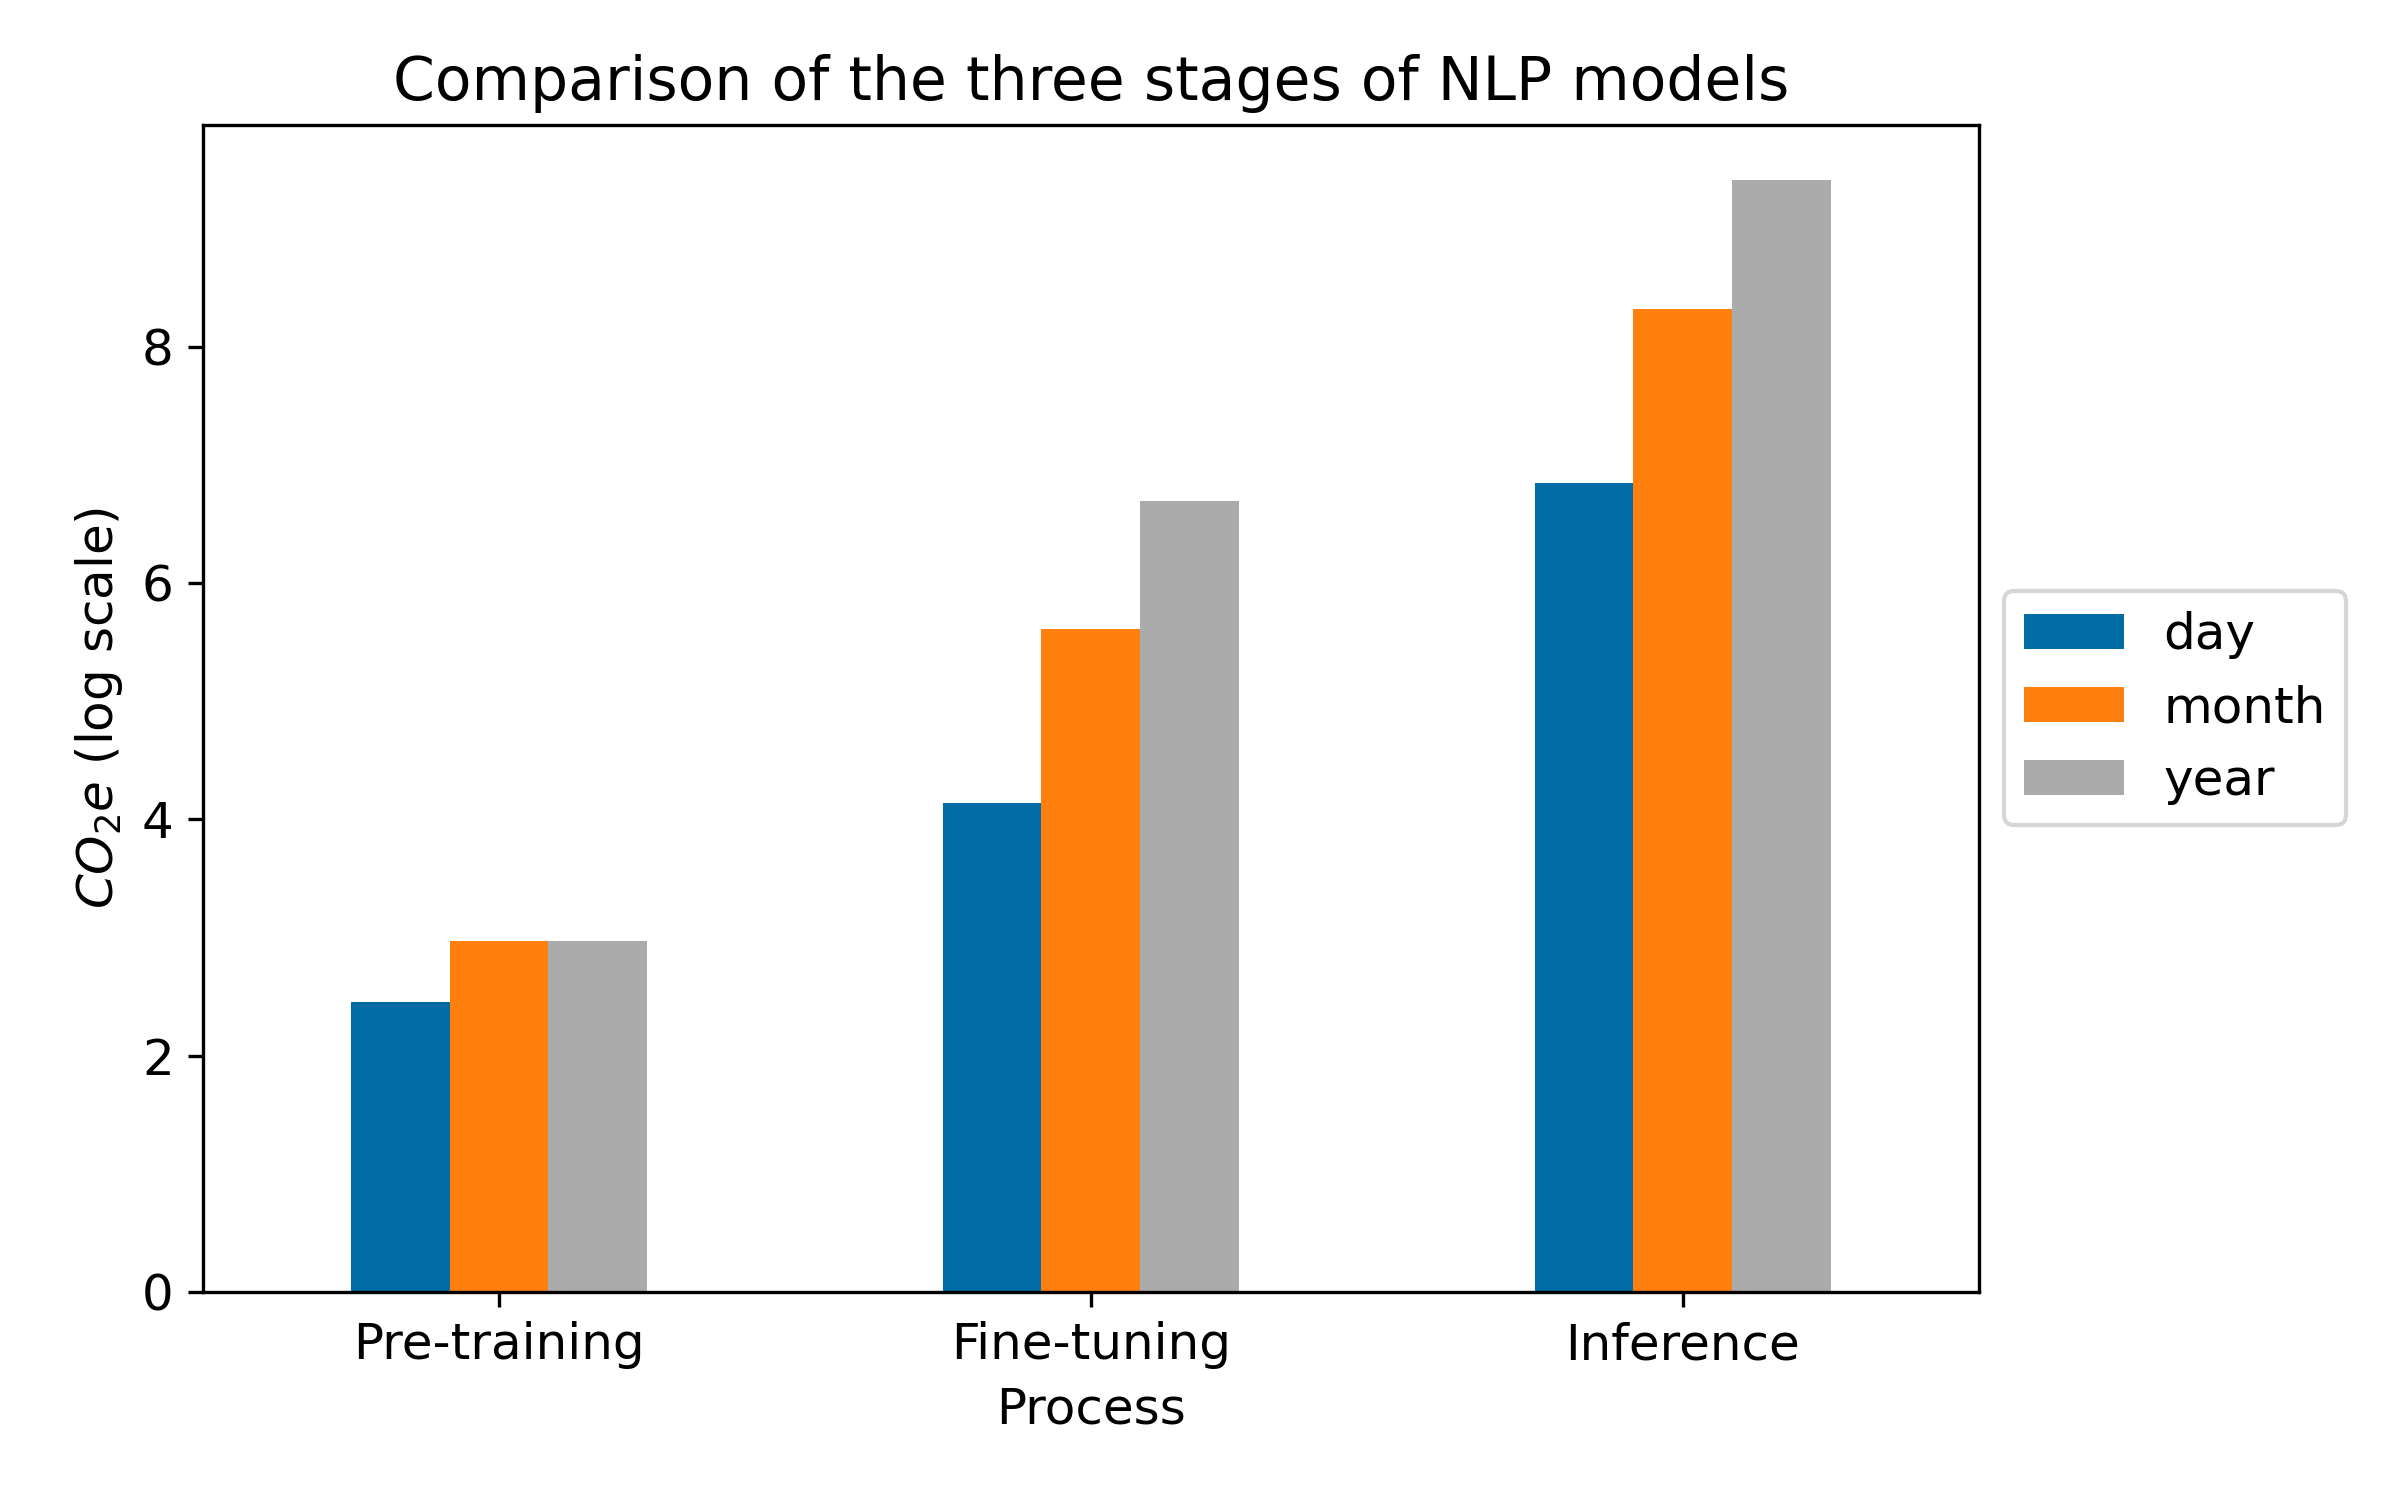 Comparison of the three stages of NLP models
CO₂e (log scale)
8
6
4
2
0
Pre-training Fine-tuning Inference
Process
day
month
year